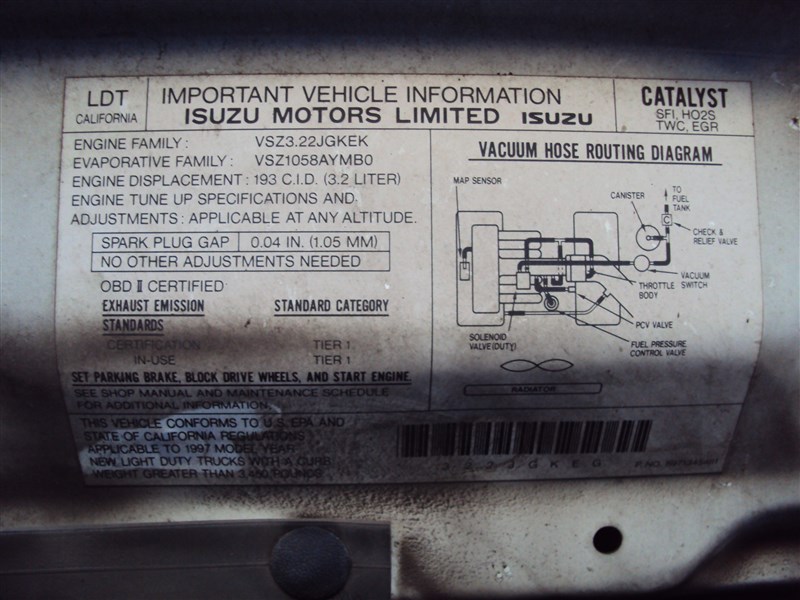 LDT
CALIFORNIA
IMPORTANT VEHICLE INFORMATION
ISUZU MOTORS LIMITED ISUZU
CATALYST
SFI, HO2S
TWC, EGR
ENGINE FAMILY : VSZ3.22JGKEK
EVAPORATIVE FAMILY : VSZ1058AYMB0
ENGINE DISPLACEMENT : 193 C.I.D. (3.2 LITER)
ENGINE TUNE UP SPECIFICATIONS AND
ADJUSTMENTS : APPLICABLE AT ANY ALTITUDE.
SPARK PLUG GAP 0.04 IN. (1.05 MM)
NO OTHER ADJUSTMENTS NEEDED
OBD II CERTIFIED
EXHAUST EMISSION STANDARD CATEGORY
STANDARDS
CERTIFICATION TIER 1
IN-USE TIER 1
SET PARKING BRAKE, BLOCK DRIVE WHEELS, AND START ENGINE.
SEE SHOP MANUAL AND MAINTENANCE SCHEDULE
FOR ADDITIONAL INFORMATION.
THIS VEHICLE CONFORMS TO U.S. EPA AND
STATE OF CALIFORNIA REGULATIONS
APPLICABLE TO 1997 MODEL YEAR
NEW LIGHT DUTY TRUCKS WITH A CURB
WEIGHT GREATER THAN 3,450 POUNDS
VACUUM HOSE ROUTING DIAGRAM
MAP SENSOR
CANISTER
TO
FUEL
TANK
C
CHECK &
RELIEF VALVE
VACUUM
SWITCH
THROTTLE
BODY
PCV VALVE
SOLENOID
VALVE (DUTY)
FUEL PRESSURE
CONTROL VALVE
RADIATOR
P. NO.